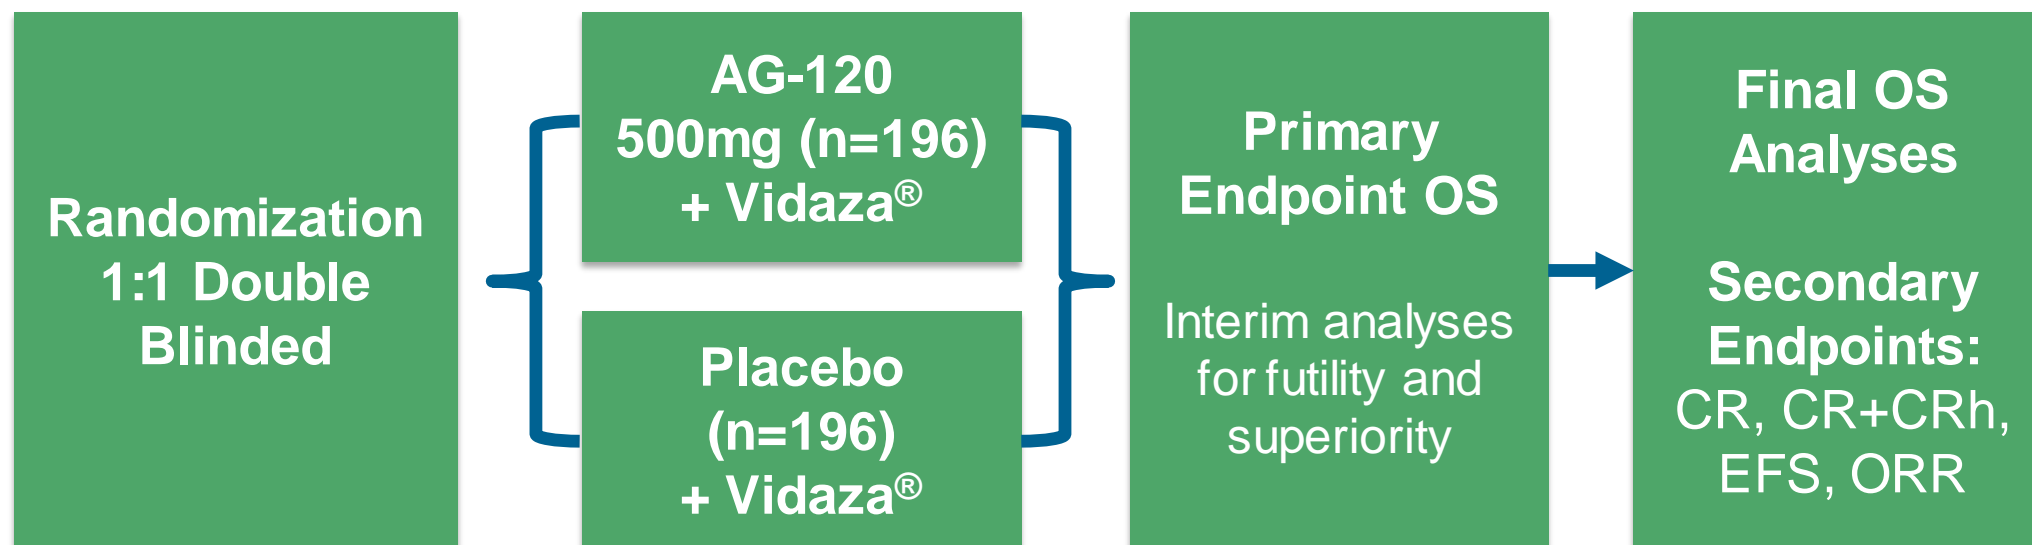 Randomization
1:1 Double
Blinded
AG-120
500mg (n=196)
+ Vidaza®
Placebo
(n=196)
+ Vidaza®
Primary
Endpoint OS
Interim analyses
for futility and
superiority
Final OS
Analyses
Secondary
Endpoints:
CR, CR+CRh,
EFS, ORR